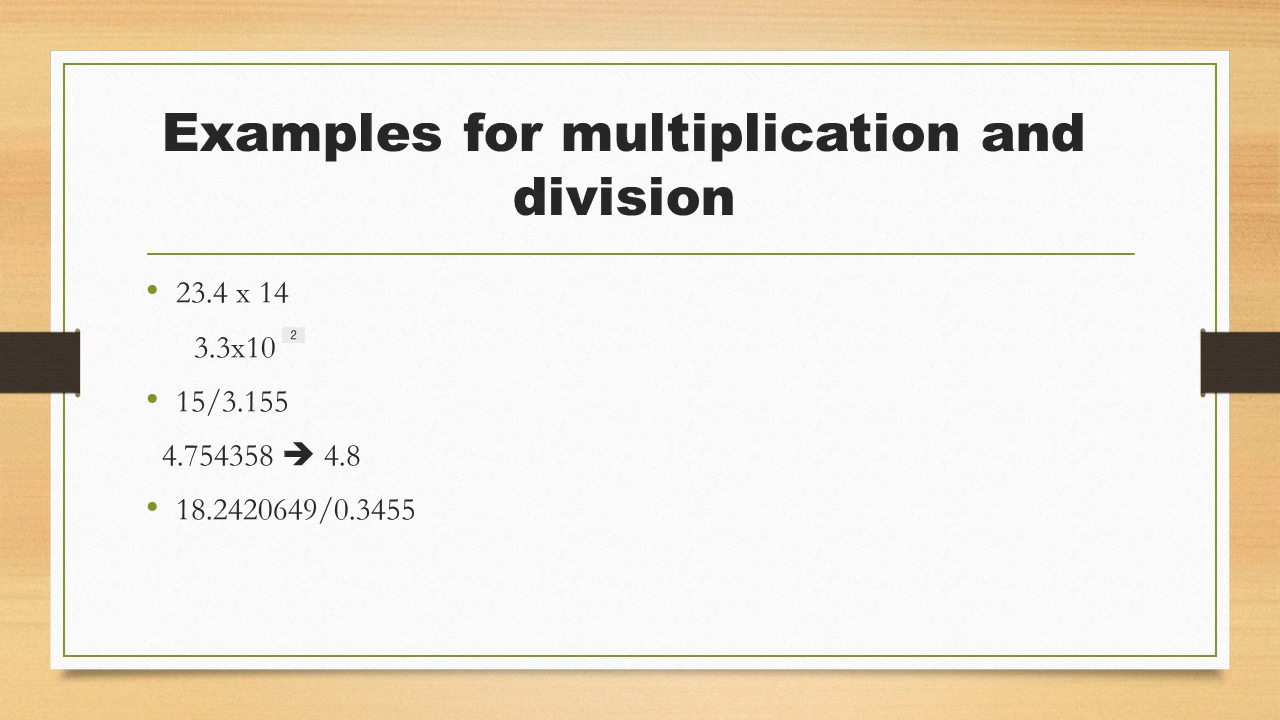 Examples for multiplication and
division
• 23.4 x 14
3.3x10 2
• 15/3.155
4.754358 ➔ 4.8
• 18.2420649/0.3455